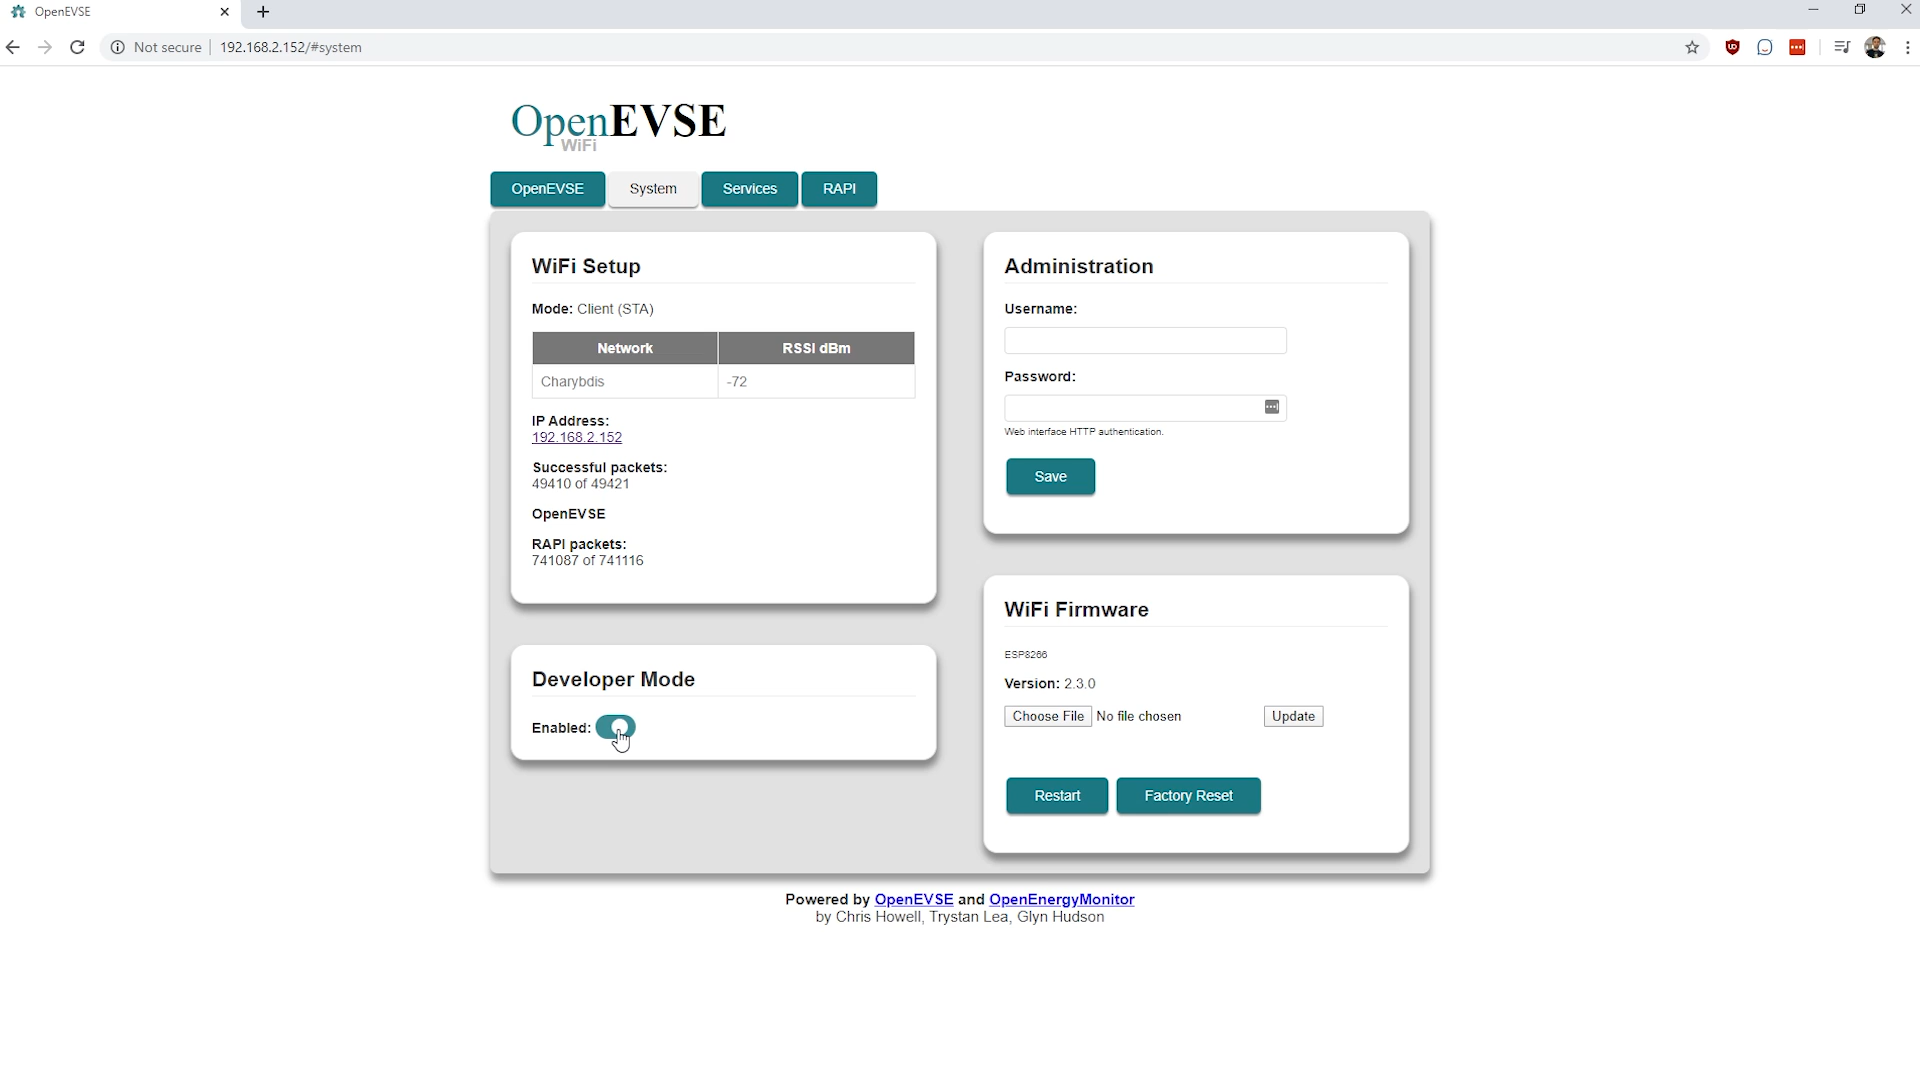 OpenEVSE
Not secure
192.168.2.152/#system
OpenEVSE
WiFi
OpenEVSE
System
Services
RAPI
WiFi Setup
Mode: Client (STA)
Network
RSSI dBm
Charybdis
-72
IP Address:
192.168.2.152
Successful packets:
49410 of 49421
OpenEVSE
RAPI packets:
741087 of 741116
Developer Mode
Enabled:
Administration
Username:
Password:
Web interface HTTP authentication.
Save
WiFi Firmware
ESP8266
Version: 2.3.0
Choose File No file chosen
Update
Restart
Factory Reset
Powered by OpenEVSE and OpenEnergyMonitor
by Chris Howell, Trystan Lea, Glyn Hudson